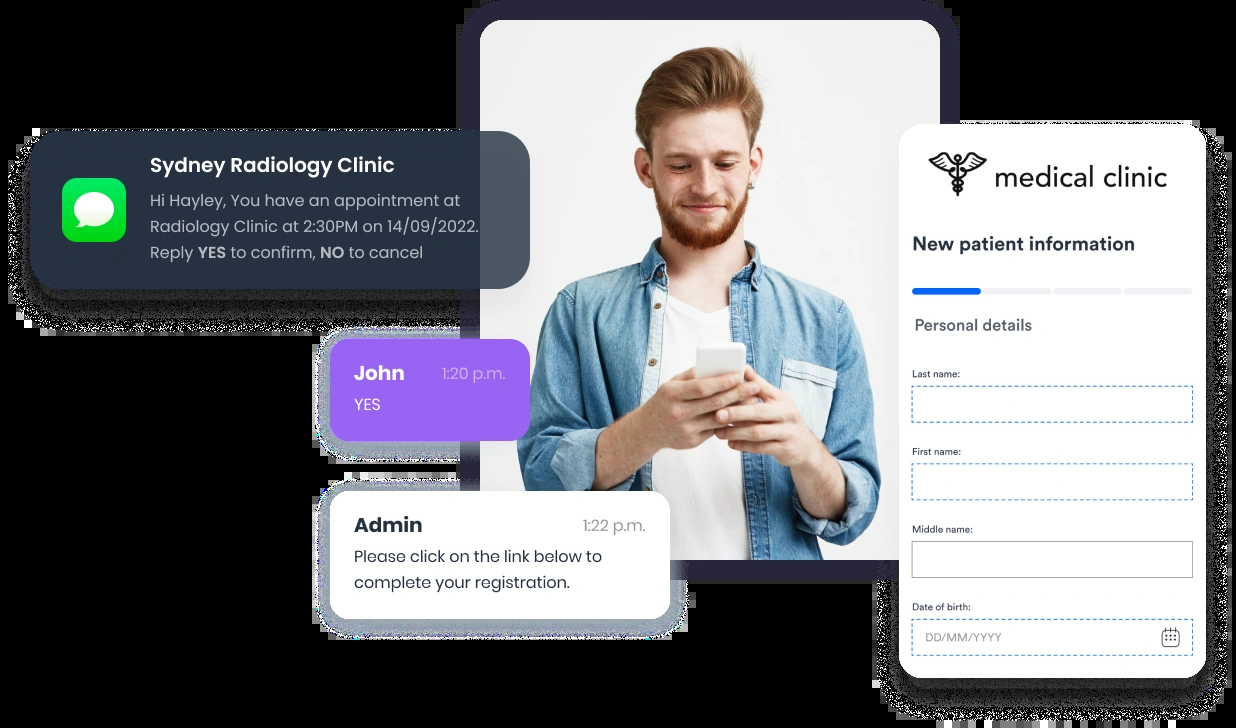 Sydney Radiology Clinic
Hi Hayley, You have an appointment at
Radiology Clinic at 2:30PM on 14/09/2022.
Reply YES to confirm, NO to cancel
John 1:20 p.m.
YES
Admin 1:22 p.m.
Please click on the link below to
complete your registration.
medical clinic
New patient information
Personal details
Last name:
First name:
Middle name:
Date of birth:
DD/MM/YYYY